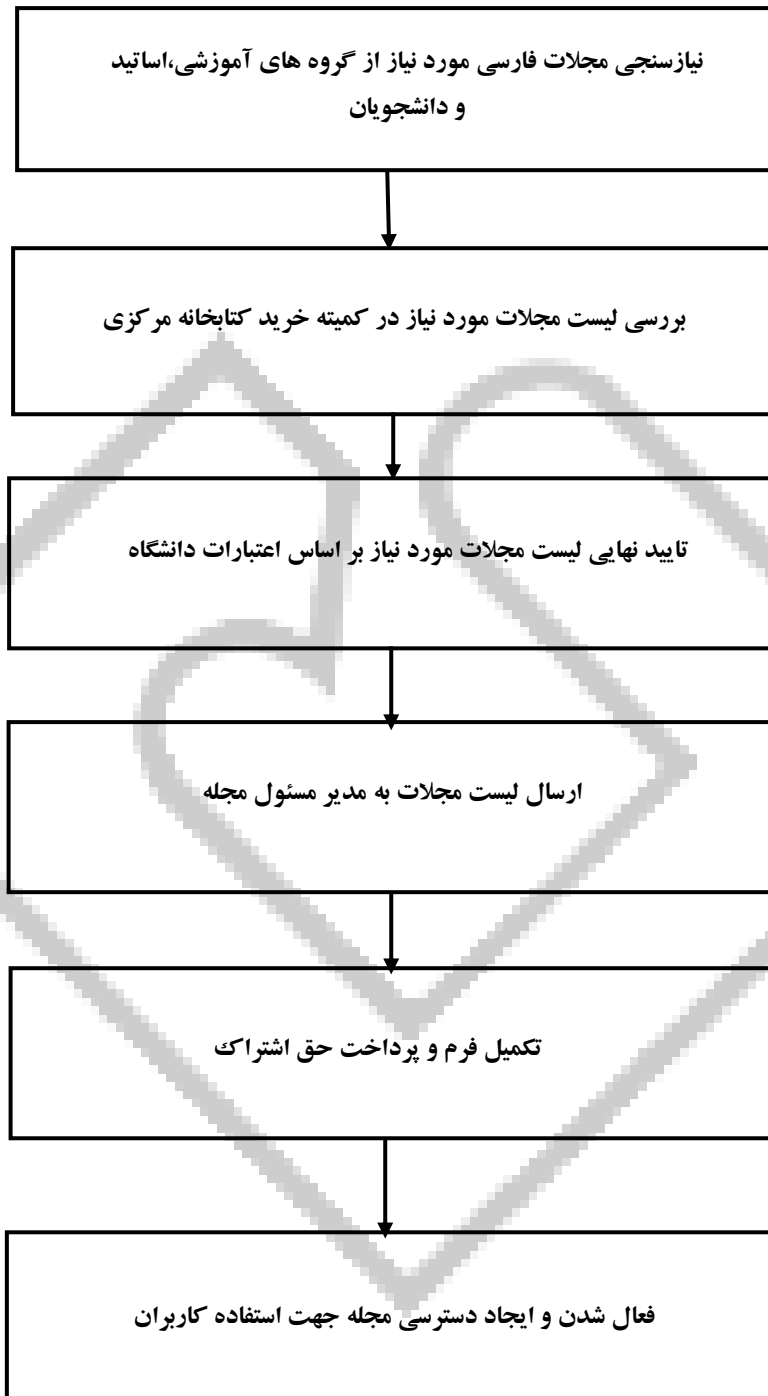 نیازسنجی مجلات فارسی مورد نیاز از گروه های آموزشی،اساتید
و دانشجویان
بررسی لیست مجلات مورد نیاز در کمیته خرید کتابخانه مرکزی
تایید نهایی لیست مجلات مورد نیاز بر اساس اعتبارات دانشگاه
ارسال لیست مجلات به مدیر مسئول مجله
تکمیل فرم و پرداخت حق اشتراک
فعال شدن و ایجاد دسترسی مجله جهت استفاده کاربران